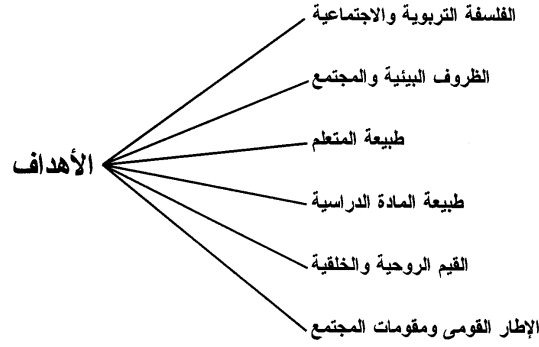 الفلسفة التربوية والاجتماعية
الظروف البيئية والمجتمع
طبيعة المتعلم
الأهداف
طبيعة المادة الدراسية
القيم الروحية والخلقية
الإطار القومى ومقومات المجتمع